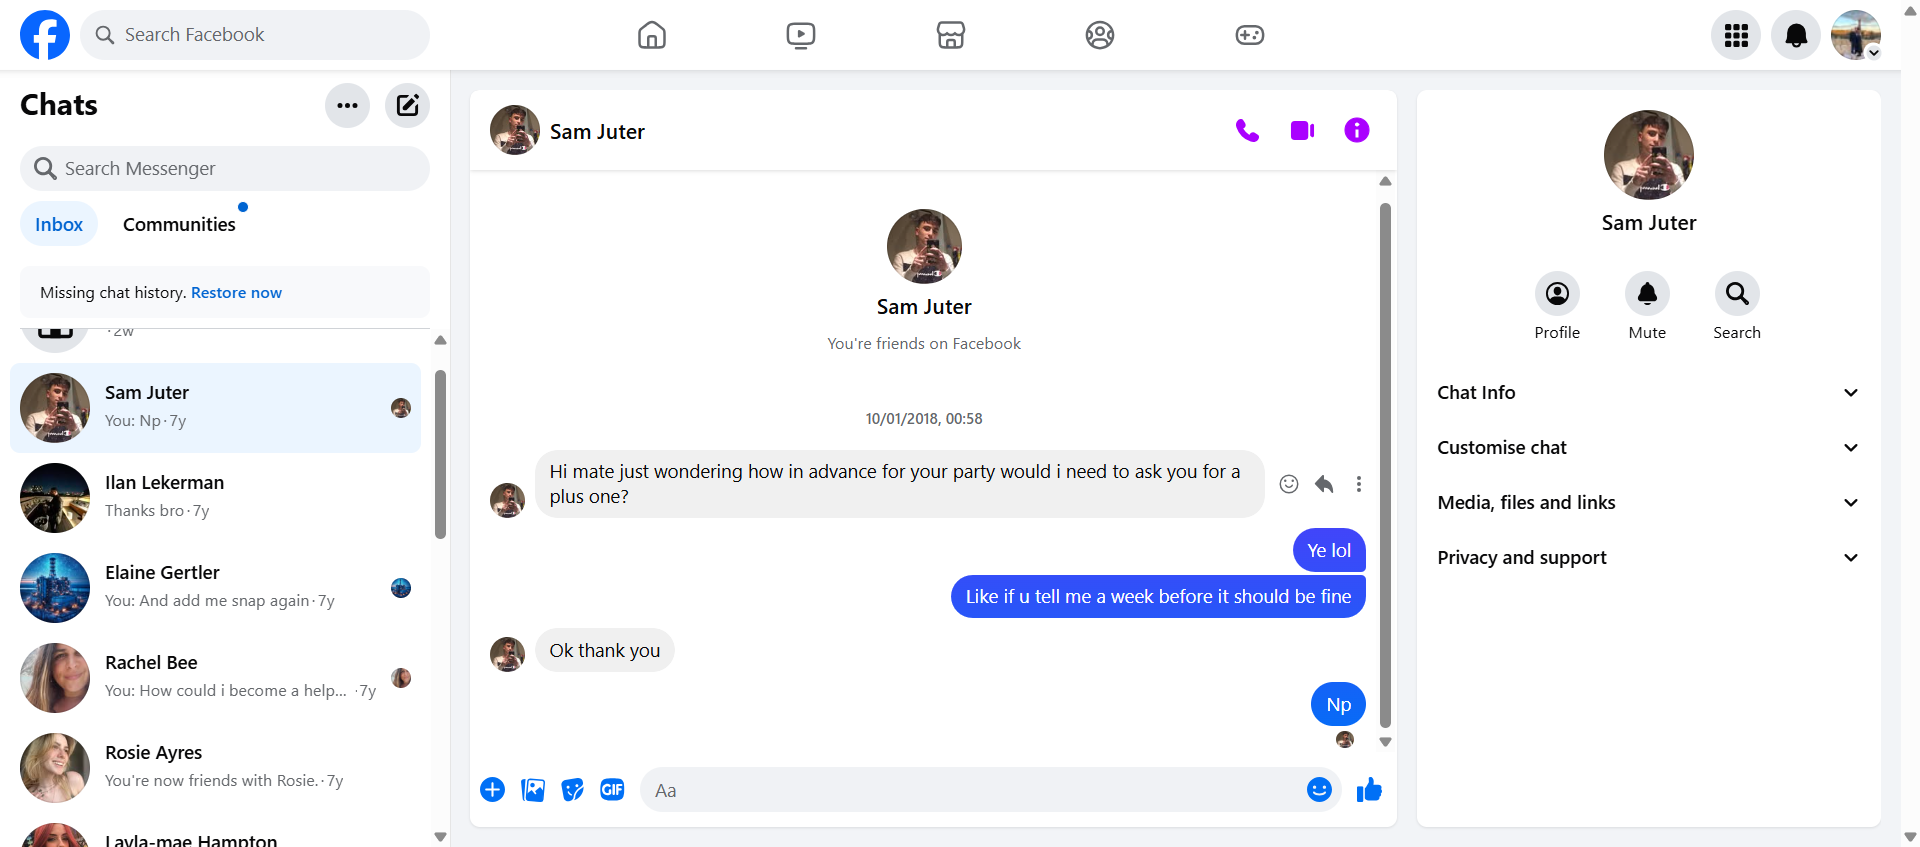 Search Facebook
Chats
Search Messenger
Inbox
Communities
Missing chat history. Restore now
· 2w
Sam Juter
You: Np · 7y
Ilan Lekerman
Thanks bro · 7y
Elaine Gertler
You: And add me snap again · 7y
Rachel Bee
You: How could i become a help... · 7y
Rosie Ayres
You're now friends with Rosie. · 7y
Layla-mae Hampton
Sam Juter
Sam Juter
You're friends on Facebook
10/01/2018, 00:58
Hi mate just wondering how in advance for your party would i need to ask you for a
plus one?
Ye lol
Like if u tell me a week before it should be fine
Ok thank you
Np
GIF
Aa
Sam Juter
Profile
Mute
Search
Chat Info
Customise chat
Media, files and links
Privacy and support